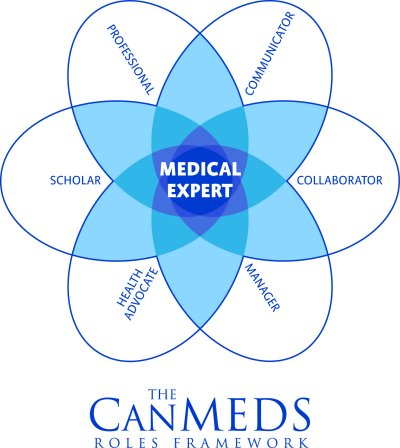 PROFESSIONAL
COMMUNICATOR
MEDICAL
EXPERT
SCHOLAR
COLLABORATOR
HEALTH
ADVOCATE
MANAGER
THE
CANMEDS
ROLES FRAMEWORK